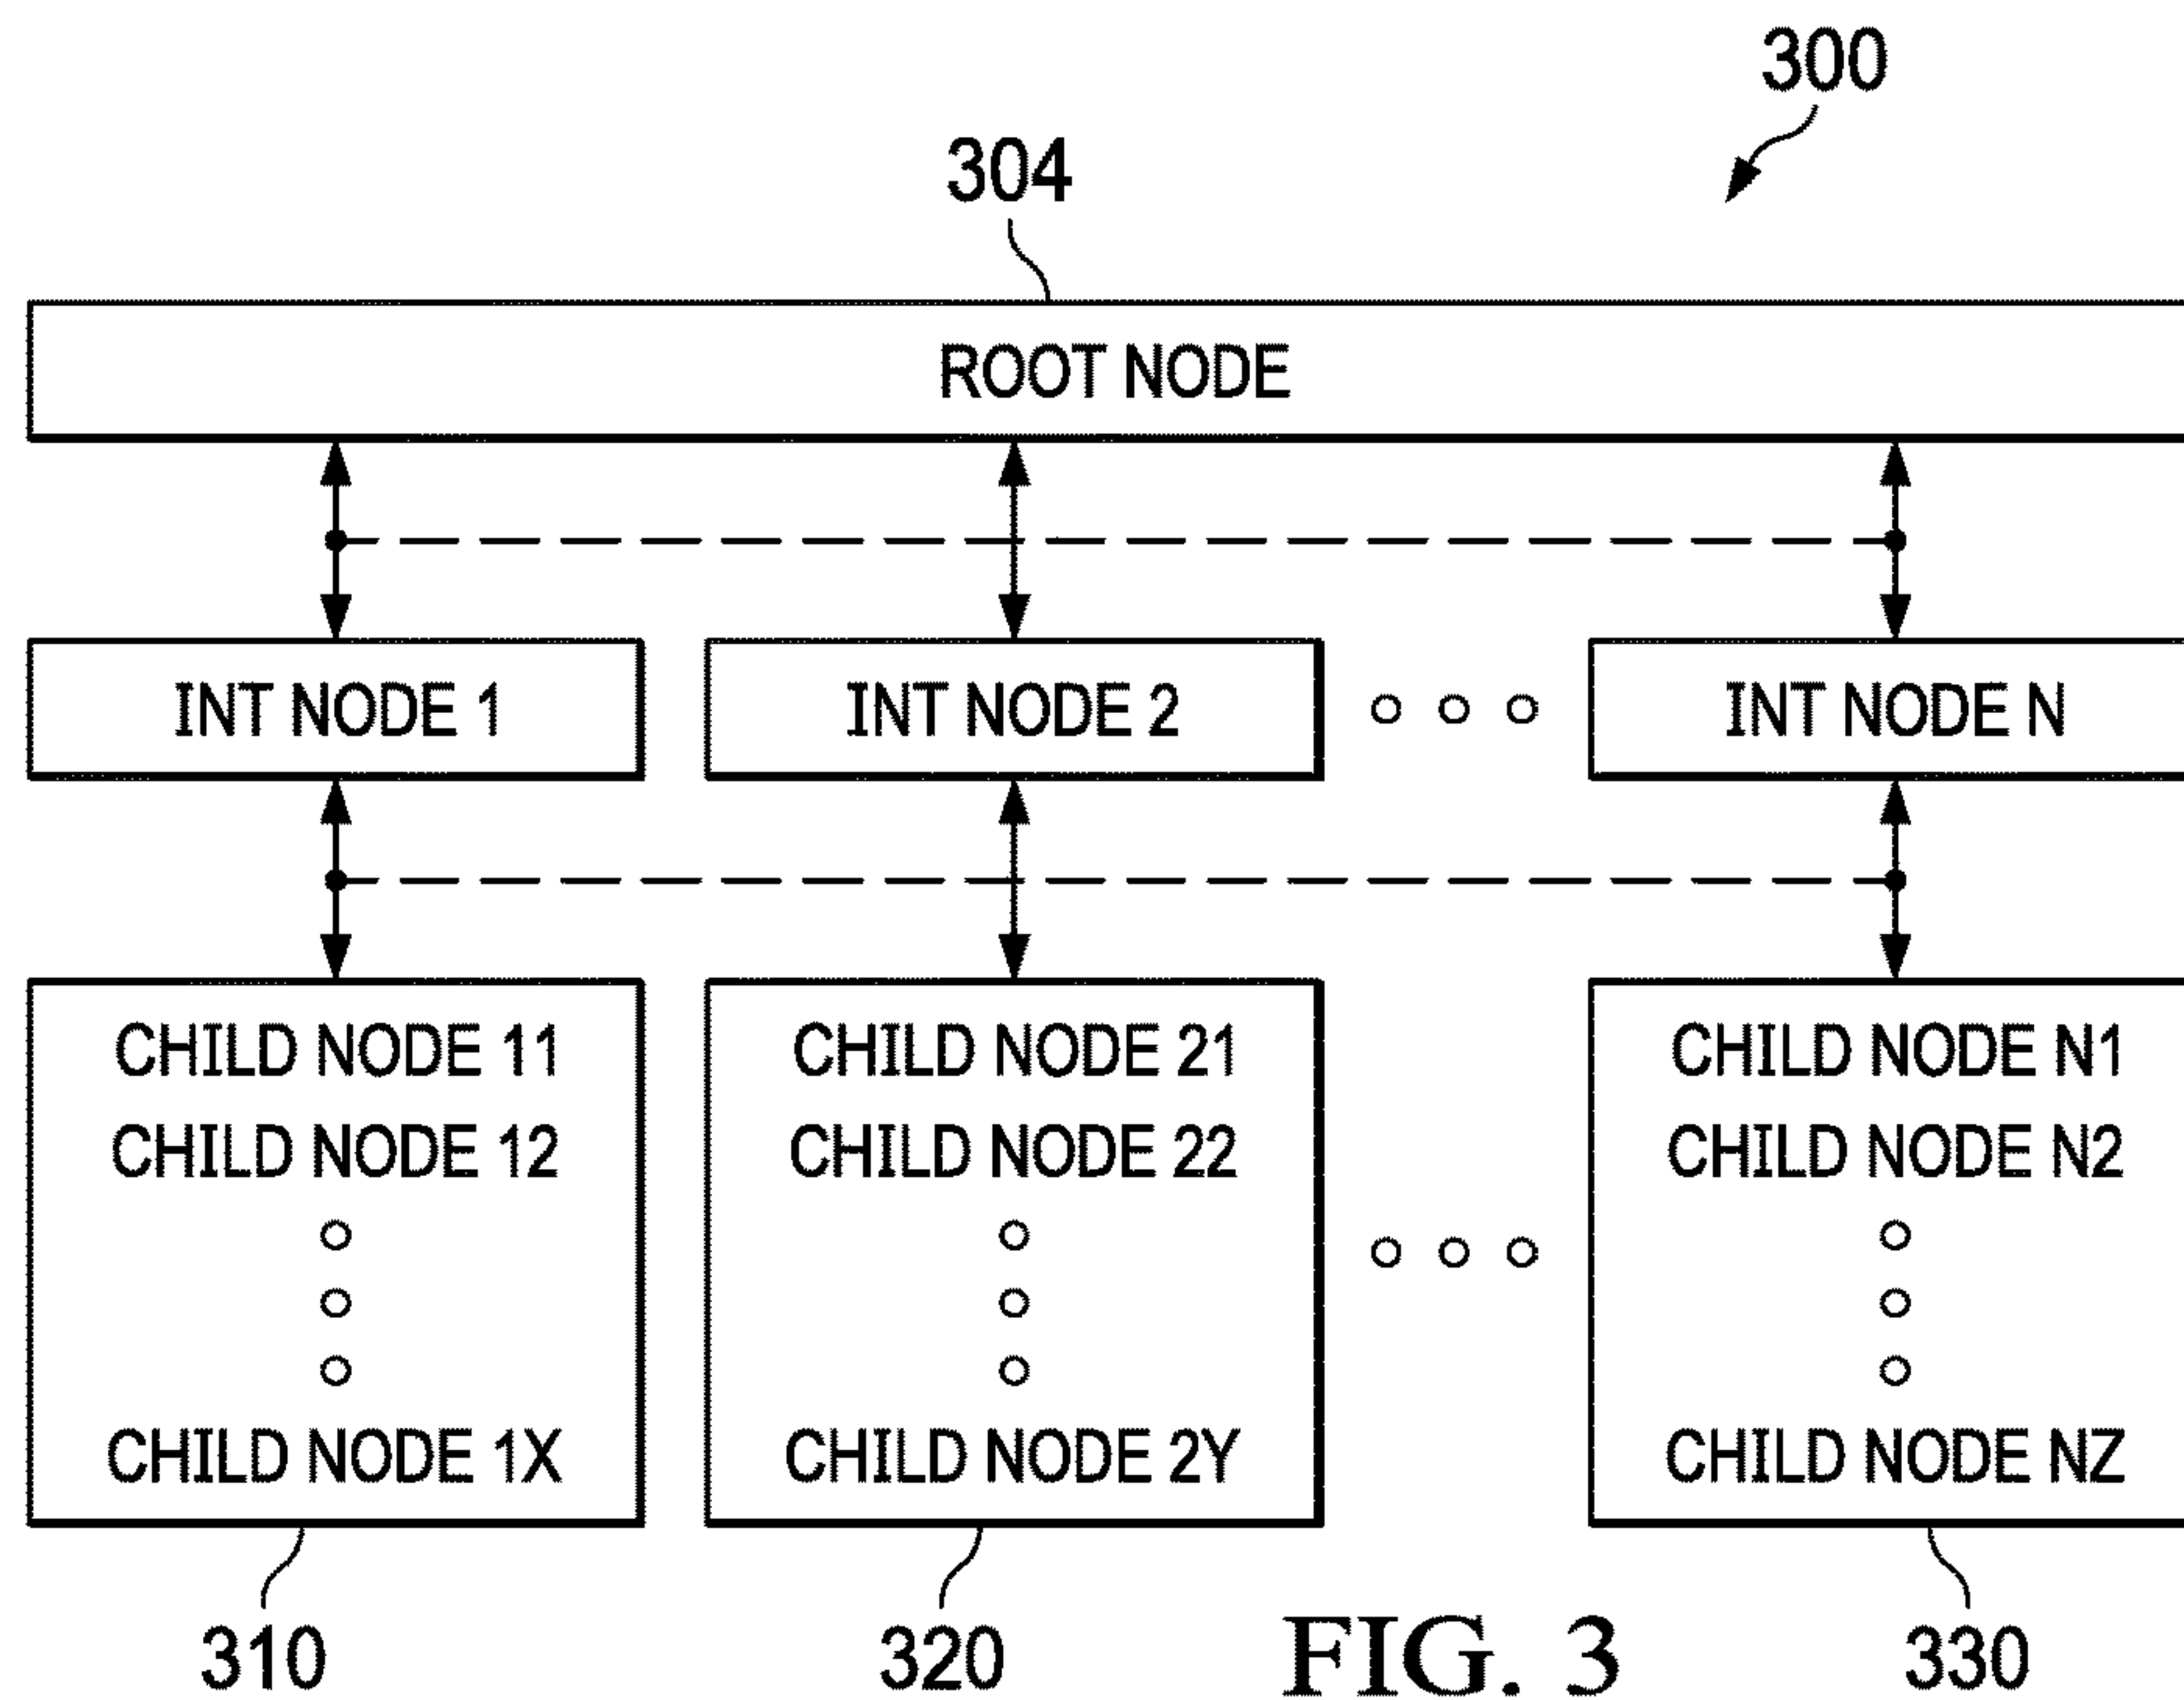 300
304
ROOT NODE
INT NODE 1
INT NODE 2
INT NODE N
CHILD NODE 11
CHILD NODE 12
CHILD NODE 1X
CHILD NODE 21
CHILD NODE 22
CHILD NODE 2Y
CHILD NODE N1
CHILD NODE N2
CHILD NODE NZ
310
320
330
FIG. 3